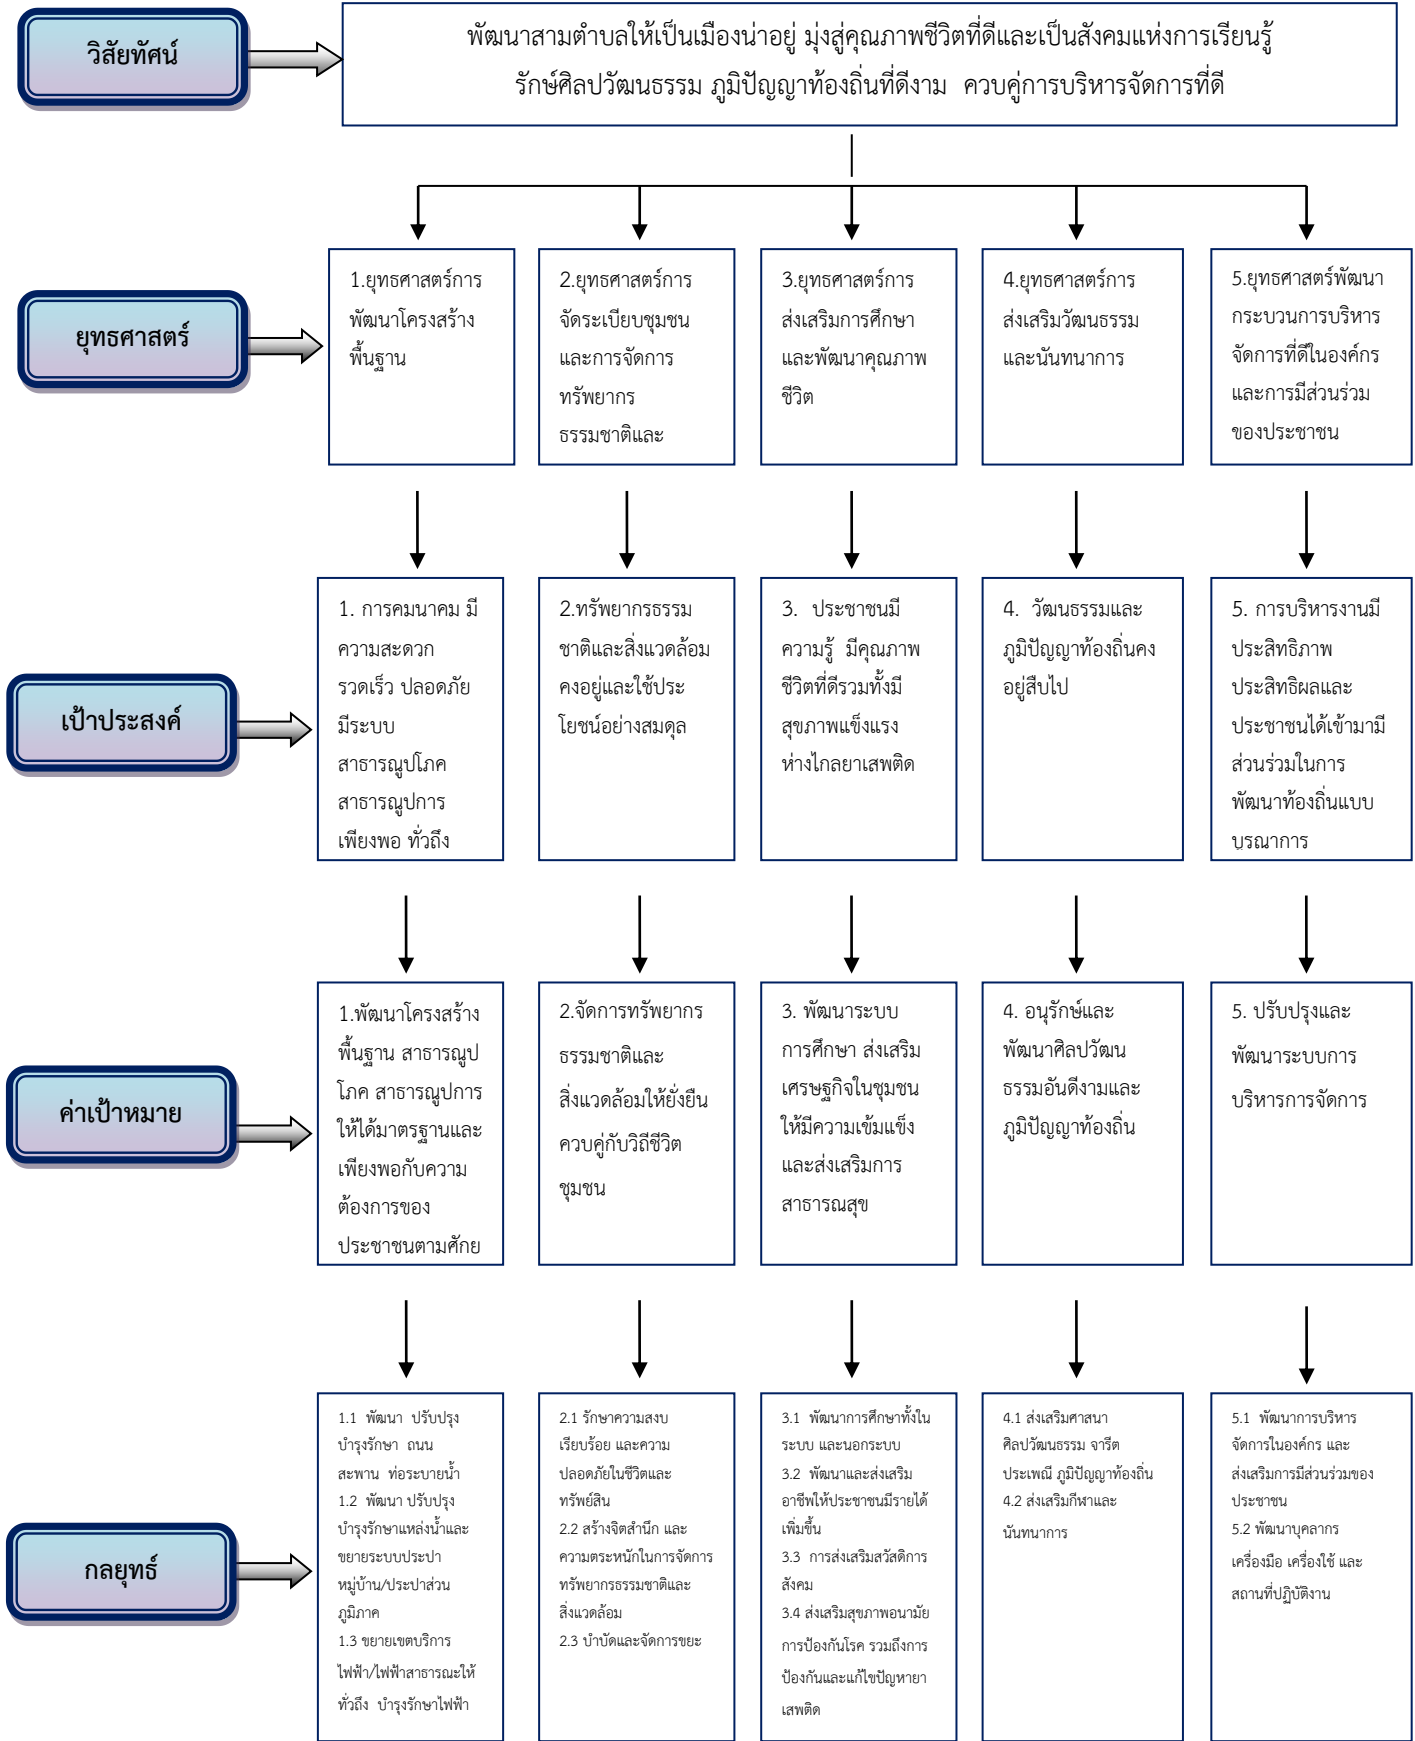 วิสัยทัศน์
พัฒนาสามตำบลให้เป็นเมืองน่าอยู่ มุ่งสู่คุณภาพชีวิตที่ดีและเป็นสังคมแห่งการเรียนรู้
รักษ์ศิลปวัฒนธรรม ภูมิปัญญาท้องถิ่นที่ดีงาม ควบคู่การบริหารจัดการที่ดี
ยุทธศาสตร์
1.ยุทธศาสตร์การ
พัฒนาโครงสร้าง
พื้นฐาน
2.ยุทธศาสตร์การ
จัดระเบียบชุมชน
และการจัดการ
ทรัพยากร
ธรรมชาติและ
3.ยุทธศาสตร์การ
ส่งเสริมการศึกษา
และพัฒนาคุณภาพ
ชีวิต
4.ยุทธศาสตร์การ
ส่งเสริมวัฒนธรรม
และนันทนาการ
5.ยุทธศาสตร์พัฒนา
กระบวนการบริหาร
จัดการที่ดีในองค์กร
และการมีส่วนร่วม
ของประชาชน
เป้าประสงค์
1. การคมนาคม มี
ความสะดวก
รวดเร็ว ปลอดภัย
มีระบบ
สาธารณูปโภค
สาธารณูปการ
เพียงพอ ทั่วถึง
2.ทรัพยากรธรรม
ชาติและสิ่งแวดล้อม
คงอยู่และใช้ประ
โยชน์อย่างสมดุล
3. ประชาชนมี
ความรู้ มีคุณภาพ
ชีวิตที่ดีรวมทั้งมี
สุขภาพแข็งแรง
ห่างไกลยาเสพติด
4. วัฒนธรรมและ
ภูมิปัญญาท้องถิ่นคง
อยู่สืบไป
5. การบริหารงานมี
ประสิทธิภาพ
ประสิทธิผลและ
ประชาชนได้เข้ามามี
ส่วนร่วมในการ
พัฒนาท้องถิ่นแบบ
บูรณาการ
ค่าเป้าหมาย
1.พัฒนาโครงสร้าง
พื้นฐาน สาธารณูป
โภค สาธารณูปการ
ให้ได้มาตรฐานและ
เพียงพอกับความ
ต้องการของ
ประชาชนตามศักย
2.จัดการทรัพยากร
ธรรมชาติและ
สิ่งแวดล้อมให้ยั่งยืน
ควบคู่กับวิถีชีวิต
ชุมชน
3. พัฒนาระบบ
การศึกษา ส่งเสริม
เศรษฐกิจในชุมชน
ให้มีความเข้มแข็ง
และส่งเสริมการ
สาธารณสุข
4. อนุรักษ์และ
พัฒนาศิลปวัฒน
ธรรมอันดีงามและ
ภูมิปัญญาท้องถิ่น
5. ปรับปรุงและ
พัฒนาระบบการ
บริหารการจัดการ
กลยุทธ์
1.1 พัฒนา ปรับปรุง
บำรุงรักษา ถนน
สะพาน ท่อระบายน้ำ
1.2 พัฒนา ปรับปรุง
บำรุงรักษาแหล่งน้ำและ
ขยายระบบประปา
หมู่บ้าน/ประปาส่วน
ภูมิภาค
1.3 ขยายเขตบริการ
ไฟฟ้า/ไฟฟ้าสาธารณะให้
ทั่วถึง บำรุงรักษาไฟฟ้า
2.1 รักษาความสงบ
เรียบร้อย และความ
ปลอดภัยในชีวิตและ
ทรัพย์สิน
2.2 สร้างจิตสำนึก และ
ความตระหนักในการจัดการ
ทรัพยากรธรรมชาติและ
สิ่งแวดล้อม
2.3 บำบัดและจัดการขยะ
3.1 พัฒนาการศึกษาทั้งใน
ระบบ และนอกระบบ
3.2 พัฒนาและส่งเสริม
อาชีพให้ประชาชนมีรายได้
เพิ่มขึ้น
3.3 การส่งเสริมสวัสดิการ
สังคม
3.4 ส่งเสริมสุขภาพอนามัย
การป้องกันโรค รวมถึงการ
ป้องกันและแก้ไขปัญหายา
เสพติด
4.1 ส่งเสริมศาสนา
ศิลปวัฒนธรรม จารีต
ประเพณี ภูมิปัญญาท้องถิ่น
4.2 ส่งเสริมกีฬาและ
นันทนาการ
5.1 พัฒนาการบริหาร
จัดการในองค์กร และ
ส่งเสริมการมีส่วนร่วมของ
ประชาชน
5.2 พัฒนาบุคลากร
เครื่องมือ เครื่องใช้ และ
สถานที่ปฏิบัติงาน